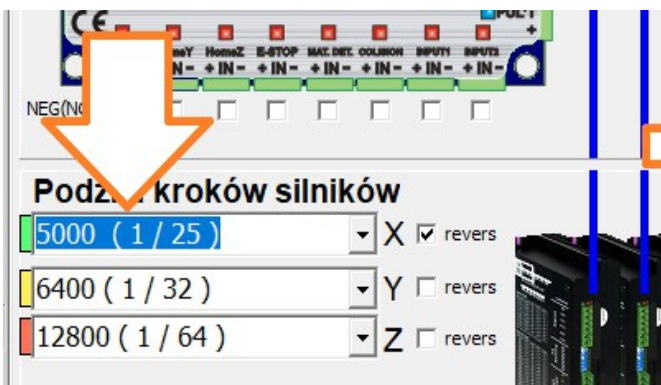 CE
PUL 1
+
HomeZ E-STOP MAT. DET. COLISION INPUT1 INPUT2
N - + IN - + IN - + IN - + IN - + IN - + IN -
kroków silników
5000 ( 1 / 25 ) X revers
6400 ( 1 / 32 ) Y revers
12800 ( 1 / 64 ) Z revers